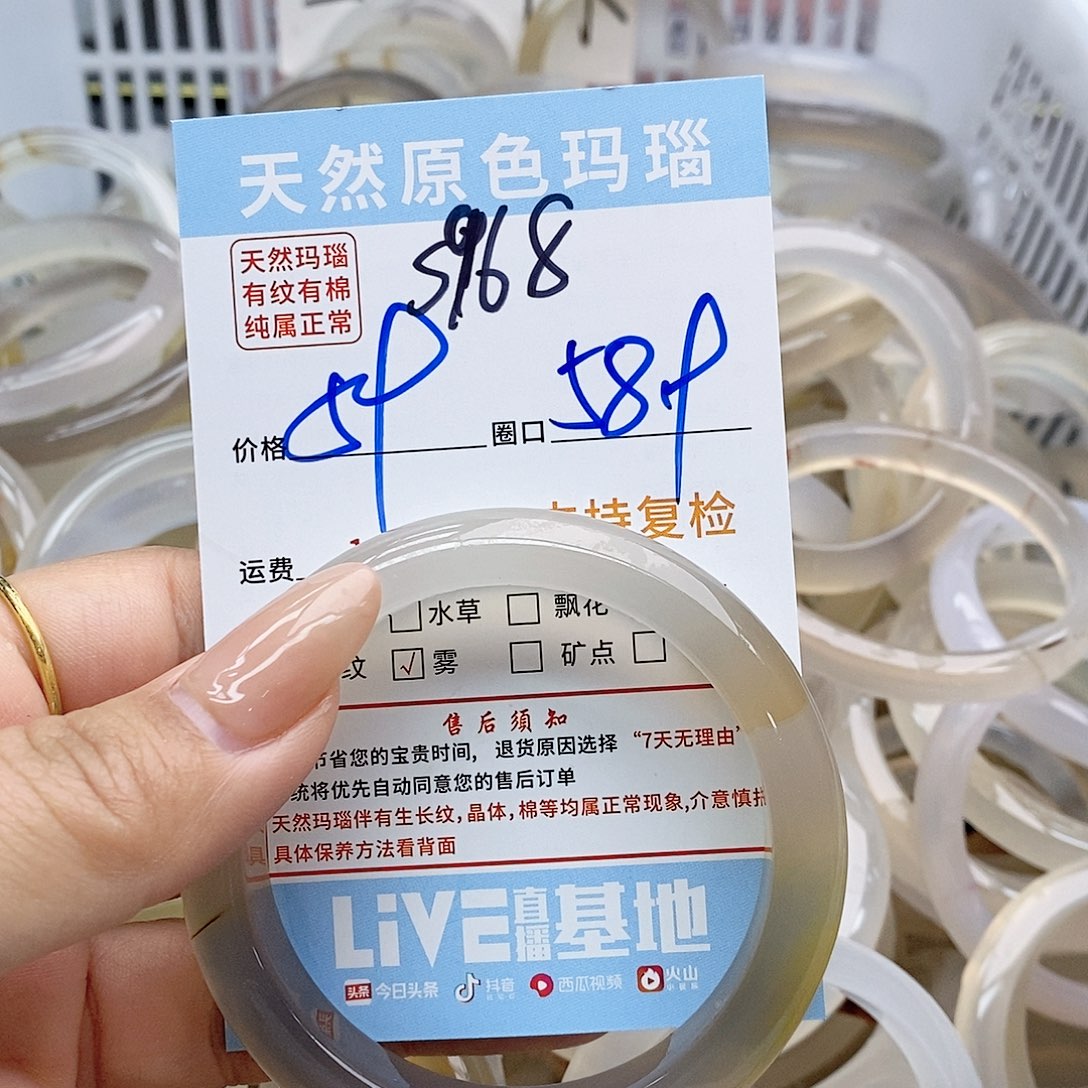 天然原色玛瑙
天然玛瑙
有纹有棉
纯属正常
价格
圈口 58
支持复检
运费
水草 飘花
纹 √ 雾 矿点
售后须知
节省您的宝贵时间, 退货原因选择 “7天无理由”
统将优先自动同意您的售后订单
天然玛瑙伴有生长纹,晶体,棉等均属正常现象,介意慎拍
具 具体保养方法看背面
LiVE 直播 基地
头条 今日头条 抖音 西瓜视频 火山